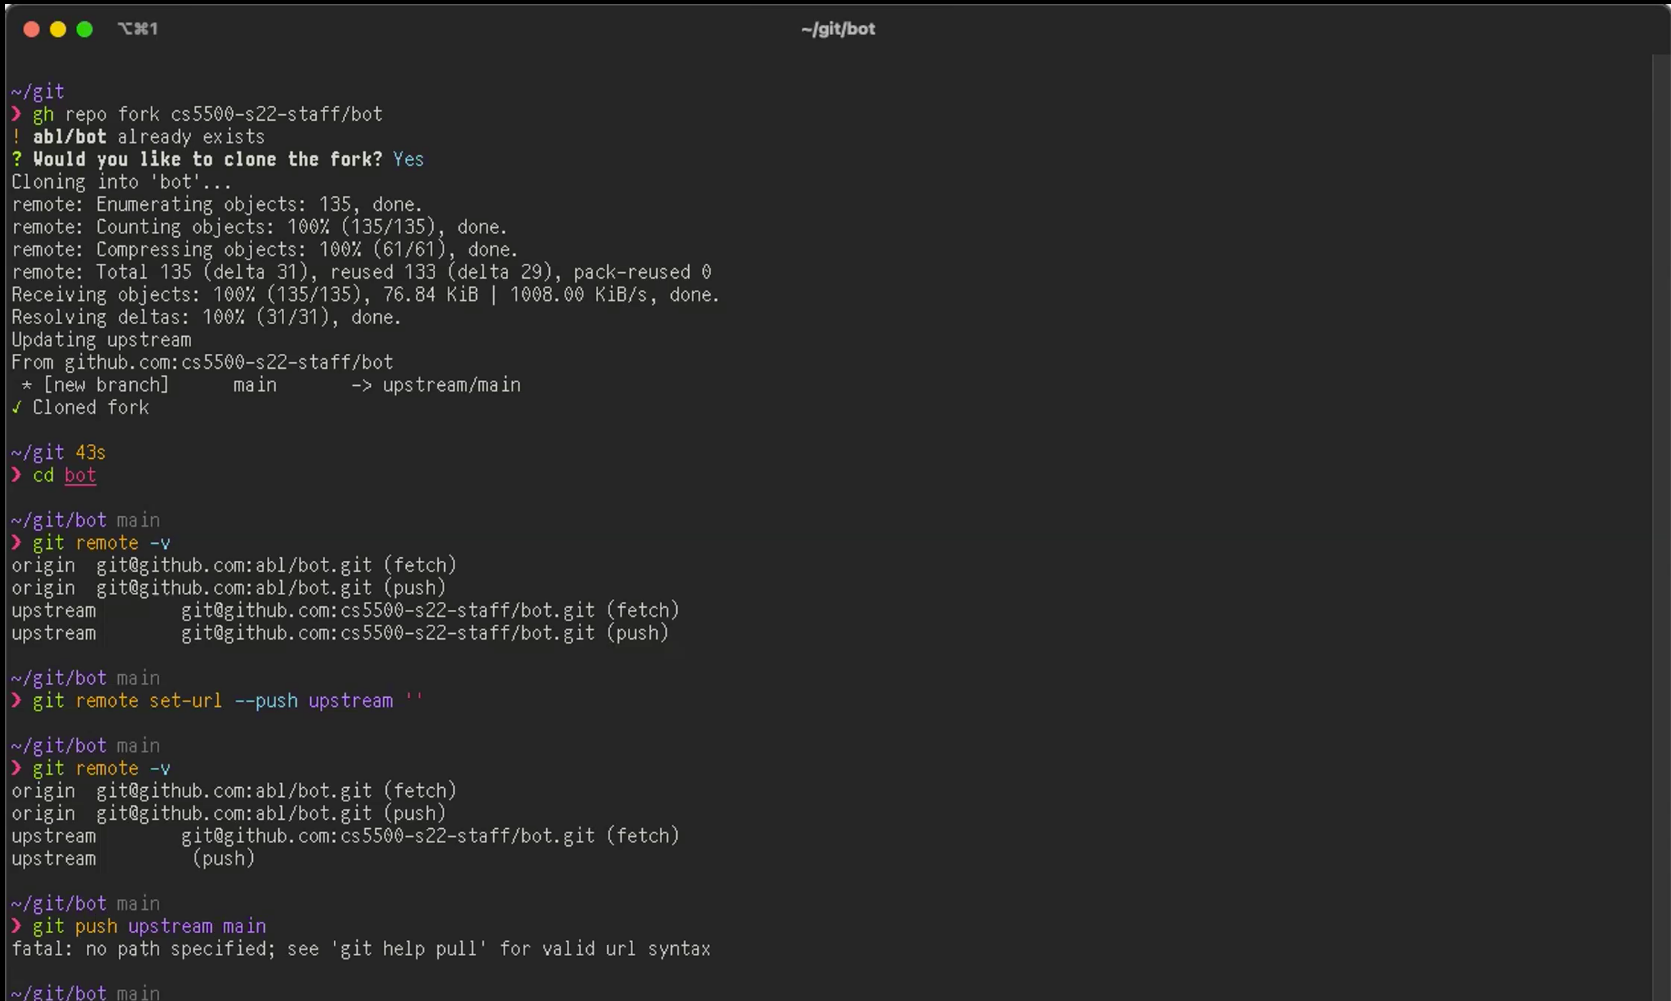 ⌥⌘1 ~/git/bot
~/git
❯ gh repo fork cs5500-s22-staff/bot
! abl/bot already exists
? Would you like to clone the fork? Yes
Cloning into 'bot'...
remote: Enumerating objects: 135, done.
remote: Counting objects: 100% (135/135), done.
remote: Compressing objects: 100% (61/61), done.
remote: Total 135 (delta 31), reused 133 (delta 29), pack-reused 0
Receiving objects: 100% (135/135), 76.84 KiB | 1008.00 KiB/s, done.
Resolving deltas: 100% (31/31), done.
Updating upstream
From github.com:cs5500-s22-staff/bot
 * [new branch]      main       -> upstream/main
✓ Cloned fork
~/git 43s
❯ cd bot
~/git/bot main
❯ git remote -v
origin  git@github.com:abl/bot.git (fetch)
origin  git@github.com:abl/bot.git (push)
upstream        git@github.com:cs5500-s22-staff/bot.git (fetch)
upstream        git@github.com:cs5500-s22-staff/bot.git (push)
~/git/bot main
❯ git remote set-url --push upstream ''
~/git/bot main
❯ git remote -v
origin  git@github.com:abl/bot.git (fetch)
origin  git@github.com:abl/bot.git (push)
upstream        git@github.com:cs5500-s22-staff/bot.git (fetch)
upstream         (push)
~/git/bot main
❯ git push upstream main
fatal: no path specified; see 'git help pull' for valid url syntax
~/git/bot main